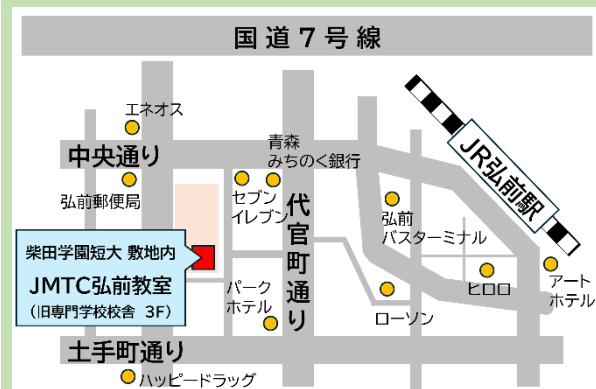 国道7号線
エネオス
中央通り
青森
みちのく銀行
JR弘前駅
弘前郵便局
セブン
イレブン
代官町通り
弘前
バスターミナル
柴田学園短大 敷地内
JMTC弘前教室
(旧専門学校校舎 3F)
パーク
ホテル
ローソン
ヒロロ
アート
ホテル
土手町通り
ハッピードラッグ